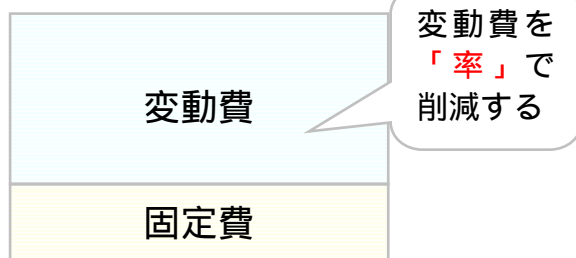 変動費を
「率」で
削減する
変動費
固定費